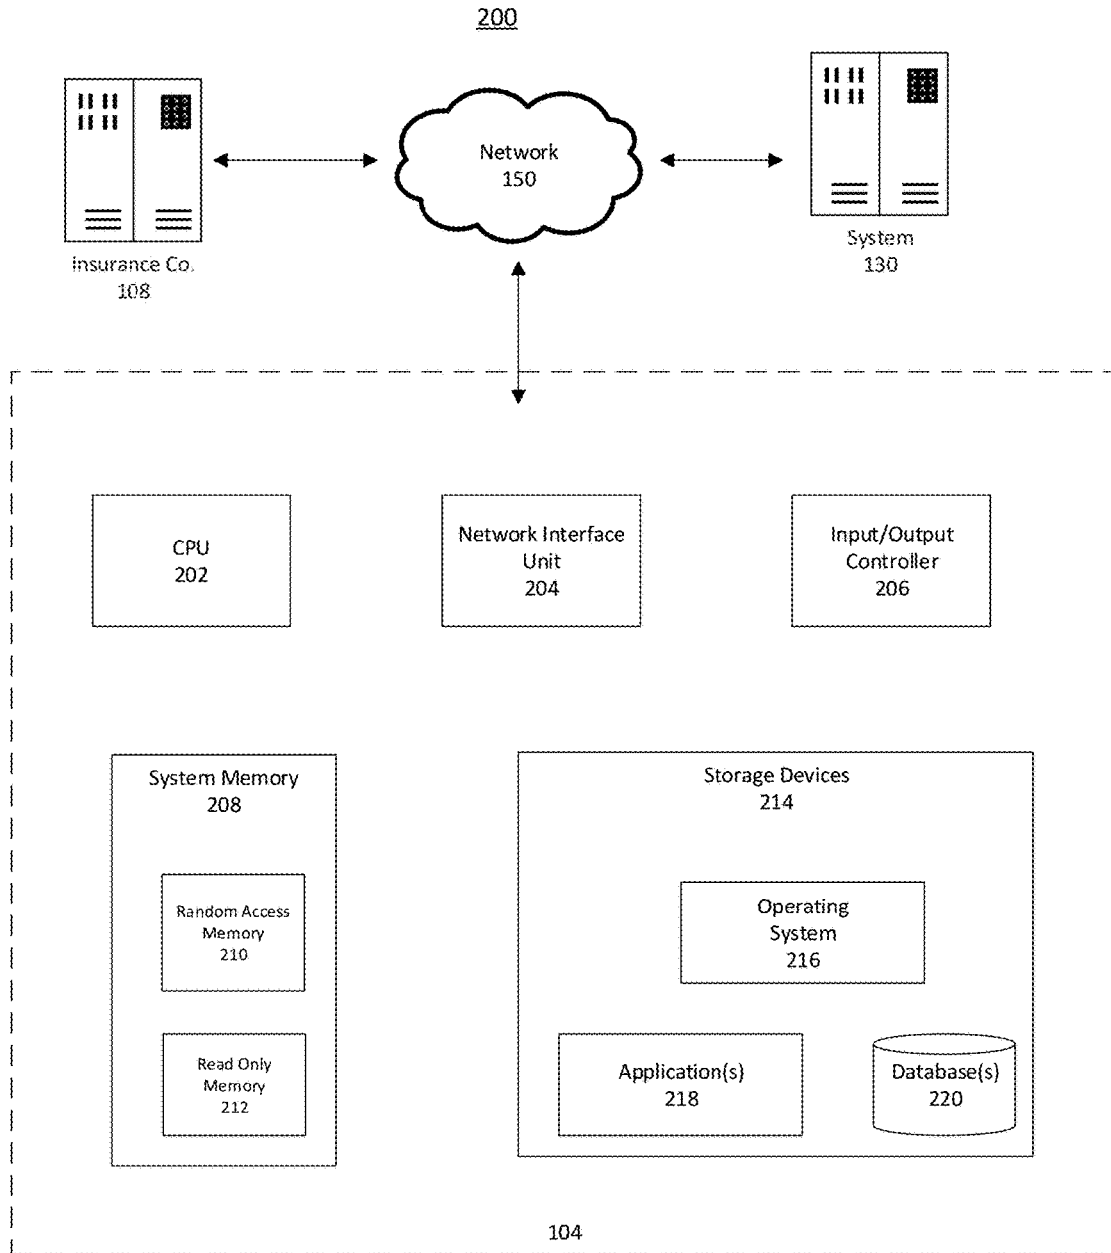 200
Network
150
Insurance Co.
108
System
130
CPU
202
Network Interface
Unit
204
Input/Output
Controller
206
System Memory
208
Random Access
Memory
210
Read Only
Memory
212
Storage Devices
214
Operating
System
216
Application(s)
218
Database(s)
220
104